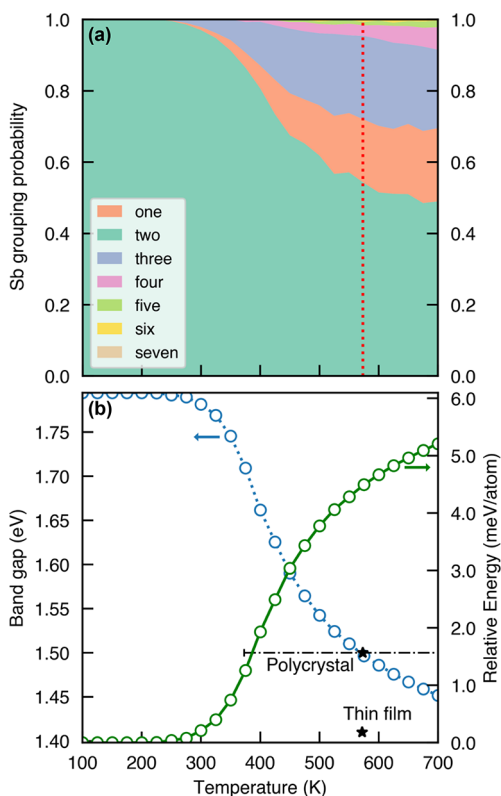 (a)
1.0
0.8
0.6
0.4
0.2
0.0
Sb grouping probability
one
two
three
four
five
six
seven
1.0
0.8
0.6
0.4
0.2
0.0
(b)
1.75
1.70
1.65
1.60
1.55
1.50
1.45
1.40
Band gap (eV)
Polycrystal
Thin film
6.0
5.0
4.0
3.0
2.0
1.0
0.0
Relative Energy (meV/atom)
100 200 300 400 500 600 700
Temperature (K)